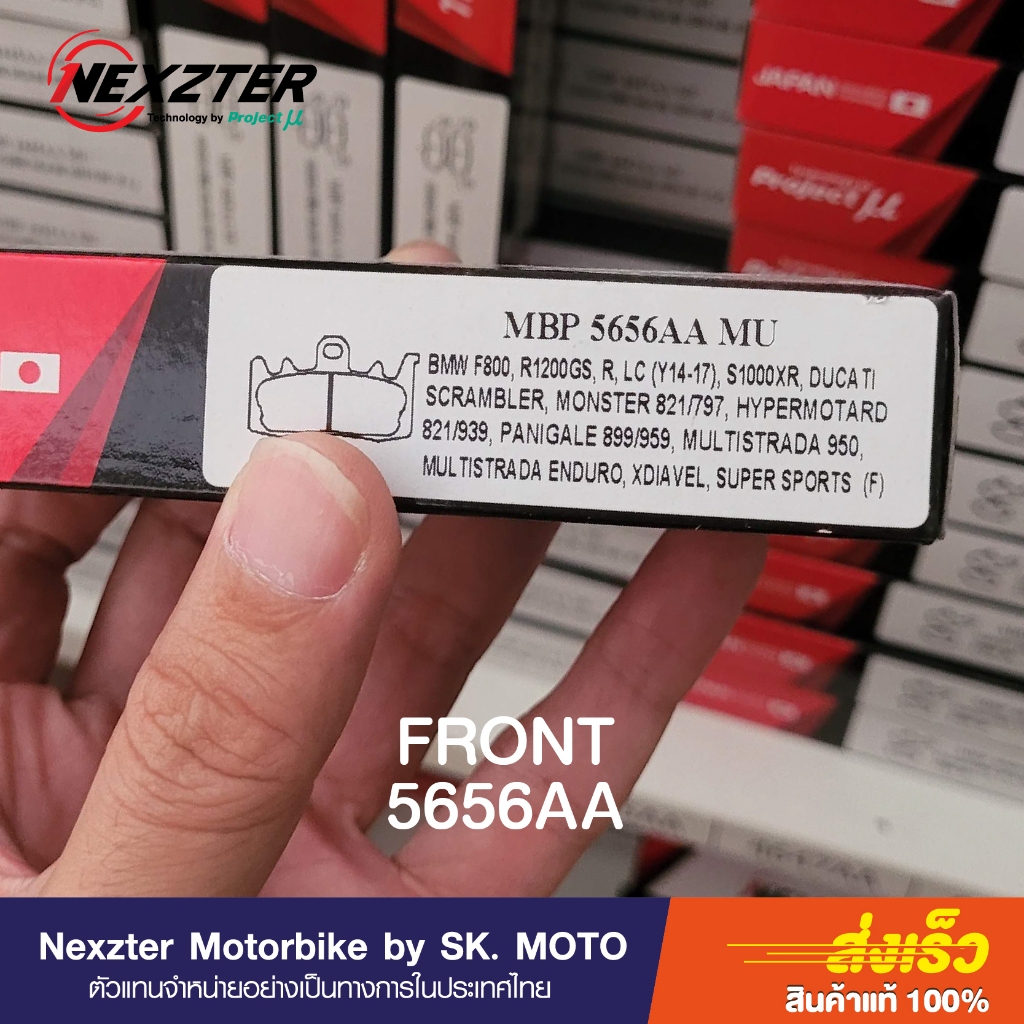 NEXZTER
Technology by Project μ
JAPAN
Project μ
MBP 5656AA MU
BMW F800, R1200GS, R, LC (Y14-17), S1000XR, DUCATI
SCRAMBLER, MONSTER 821/797, HYPERMOTARD
821/939, PANIGALE 899/959, MULTISTRADA 950,
MULTISTRADA ENDURO, XDIAVEL, SUPER SPORTS (F)
FRONT
5656AA
Nexzter Motorbike by SK. MOTO
ตัวแทนจำหน่ายอย่างเป็นทางการในประเทศไทย
ส่งเร็ว
สินค้าแท้ 100%